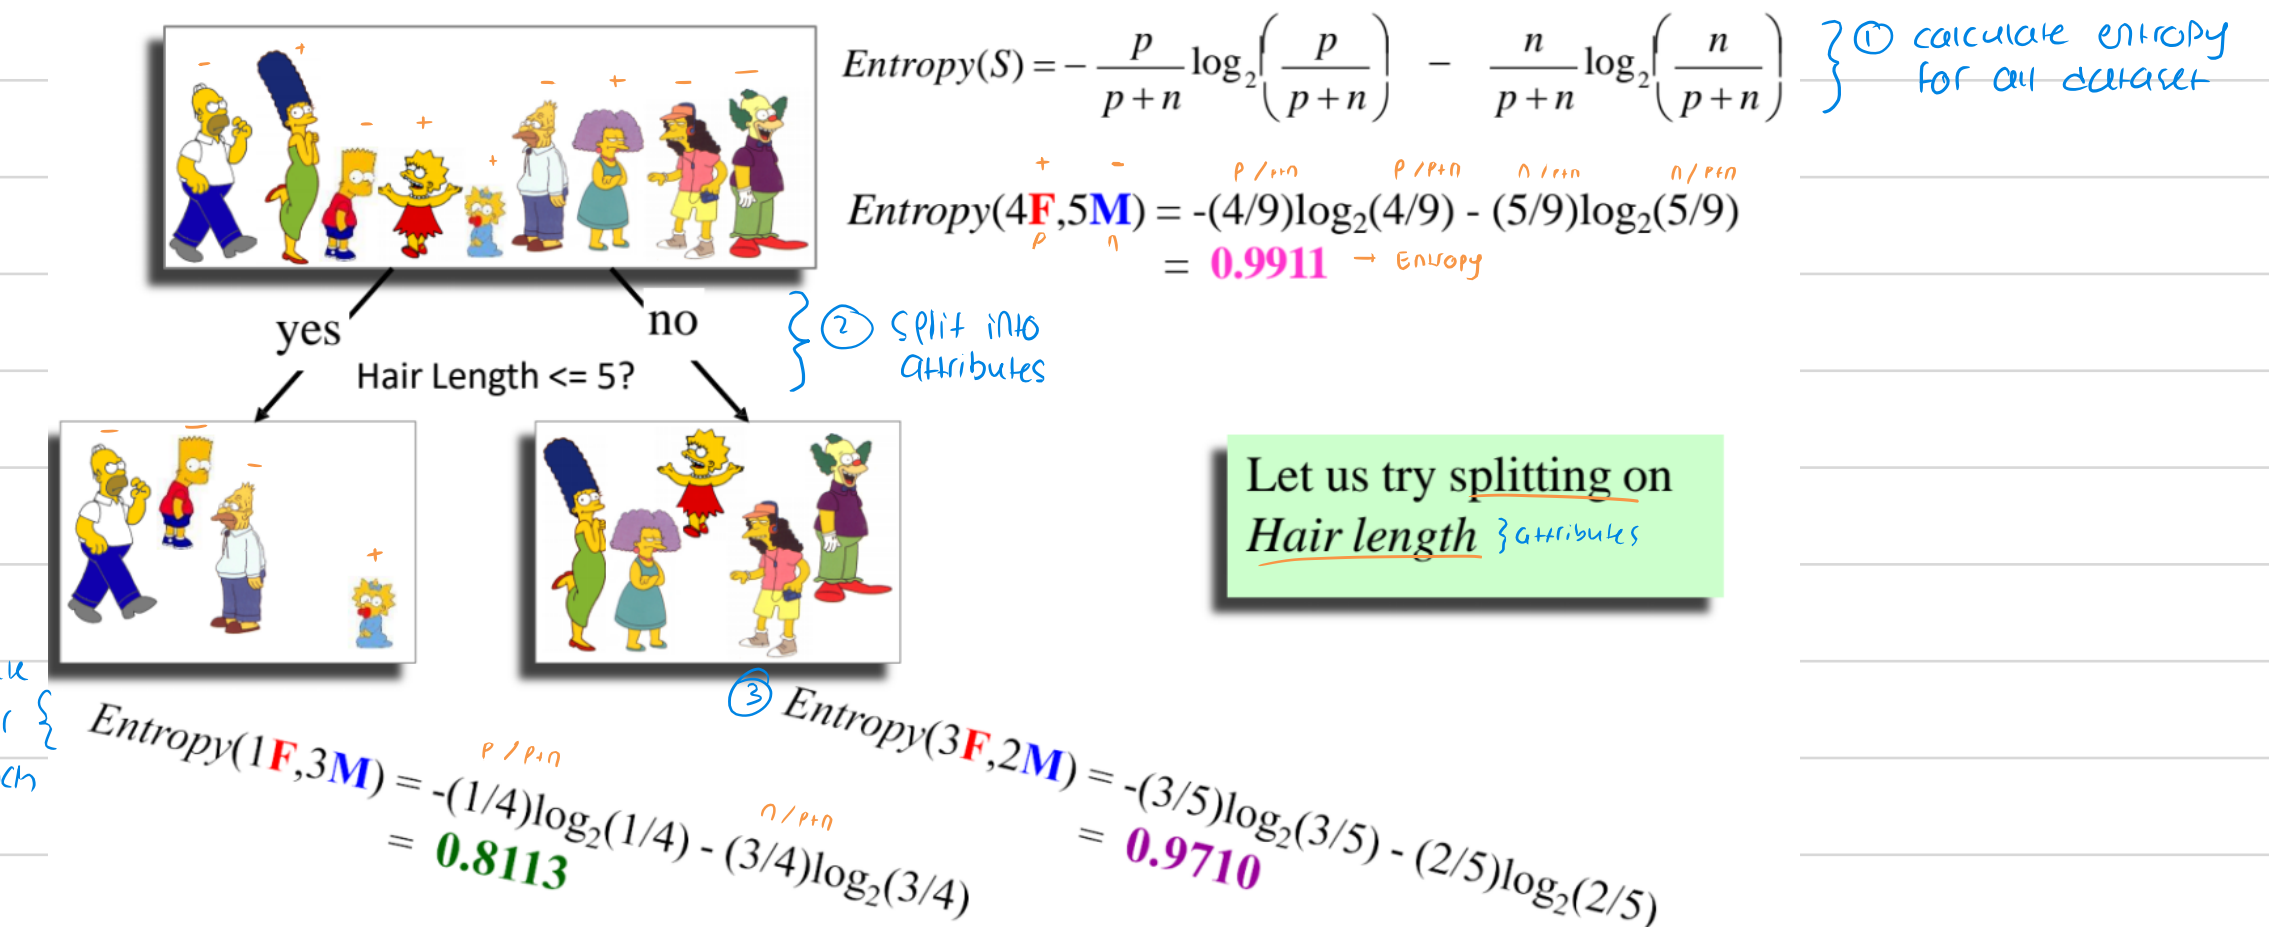 Entropy(S) = - p/(p+n) log₂(p/(p+n)) - n/(p+n) log₂(n/(p+n))
① calculate entropy
for all dataset
- + - + + - + - -
+ -
p/p+n p/p+n n/p+n n/p+n
Entropy(4F,5M) = -(4/9)log₂(4/9) - (5/9)log₂(5/9)
p n
= 0.9911 → Entropy
yes
no
② split into
attributes
Hair Length <= 5?
- - - +
Let us try splitting on
Hair length } attributes
③
Entropy(1F,3M) = -(1/4)log₂(1/4) - (3/4)log₂(3/4)
p/p+n
n/p+n
= 0.8113
Entropy(3F,2M) = -(3/5)log₂(3/5) - (2/5)log₂(2/5)
= 0.9710